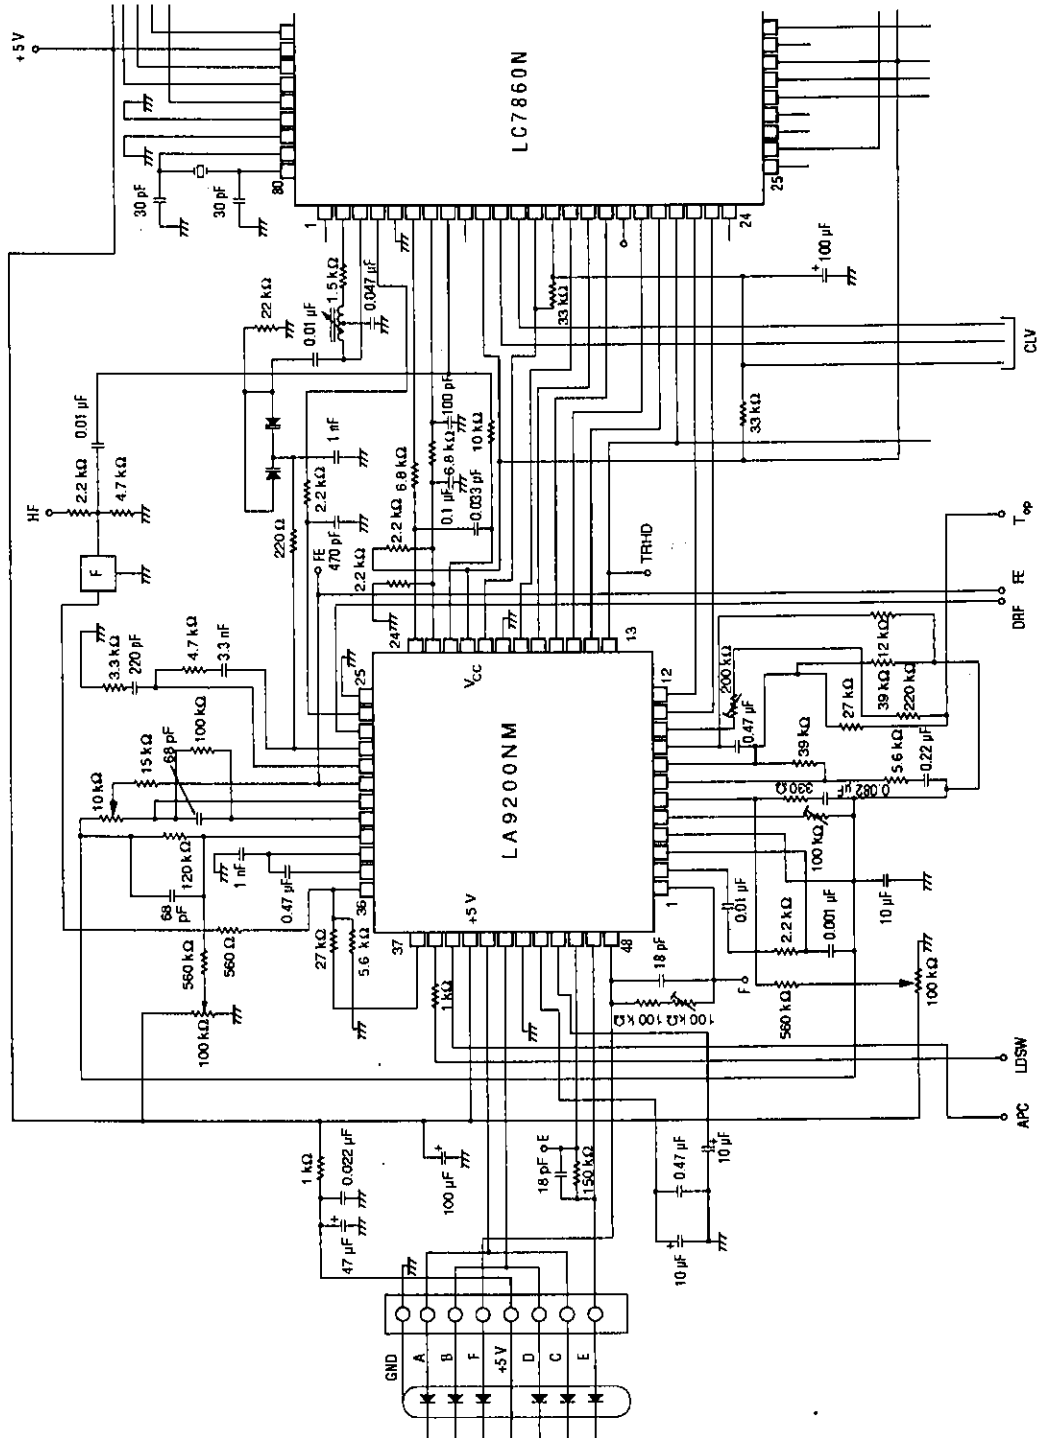 +5 V
LC7860N
80
1
24
25
30 pF
30 pF
22 kΩ
0.01 µF
1.5 kΩ
0.047 µF
33 kΩ
100 µF
CLV
33 kΩ
HF
2.2 kΩ
4.7 kΩ
0.01 µF
F
220 Ω
2.2 kΩ
1 nF
FE
470 pF
6.8 kΩ
100 pF
6.8 kΩ
0.1 µF
10 kΩ
0.033 µF
2.2 kΩ
2.2 kΩ
TRHD
Top
FE
DRF
3.3 kΩ
220 pF
4.7 kΩ
3.3 nF
100 kΩ
68 pF
15 kΩ
10 kΩ
120 kΩ
68 pF
1 nF
0.47 µF
560 kΩ
560 Ω
100 kΩ
LA9200NM
VCC
+5 V
24
25
13
12
36
37
1
48
27 kΩ
5.6 kΩ
1 kΩ
200 kΩ
0.47 µF
12 kΩ
39 kΩ
220 kΩ
27 kΩ
39 kΩ
5.6 kΩ
0.22 µF
330 Ω
0.082 µF
100 kΩ
10 µF
0.01 µF
2.2 kΩ
0.001 µF
560 kΩ
100 kΩ
18 pF
F
100 kΩ
100 kΩ
LDSW
APC
1 kΩ
0.022 µF
47 µF
100 µF
E
18 pF
150 kΩ
0.47 µF
10 µF
10 µF
GND
A
B
F
+5 V
D
C
E